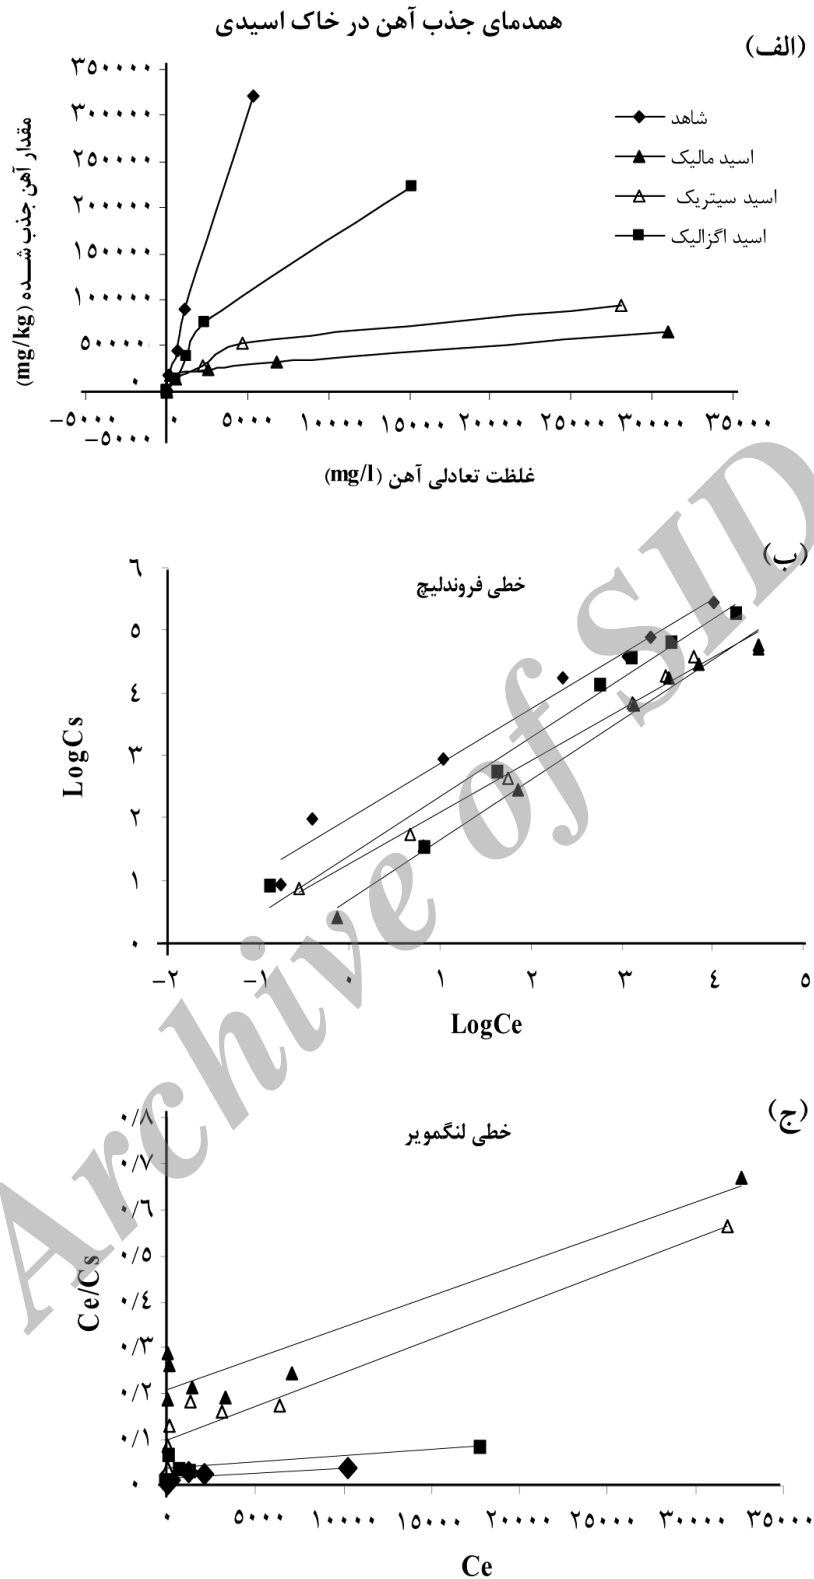 همدمای جذب آهن در خاک اسیدی
(الف)
۳۵۰۰۰۰
۳۰۰۰۰۰
۲۵۰۰۰۰
۲۰۰۰۰۰
۱۵۰۰۰۰
۱۰۰۰۰۰
۵۰۰۰۰
۰
-۵۰۰۰
مقدار آهن جذب شــده (mg/kg)
شاهد
اسید مالیک
اسید سیتریک
اسید اگزالیک
-۵۰۰۰ ۰ ۵۰۰۰ ۱۰۰۰۰ ۱۵۰۰۰ ۲۰۰۰۰ ۲۵۰۰۰ ۳۰۰۰۰ ۳۵۰۰۰
غلظت تعادلی آهن (mg/l)
(ب)
خطی فروندلیچ
۶
۵
۴
۳
۲
۱
۰
LogCs
-۲ -۱ ۰ ۱ ۲ ۳ ۴ ۵
LogCe
(ج)
خطی لنگمویر
۰/۸
۰/۷
۰/۶
۰/۵
۰/۴
۰/۳
۰/۲
۰/۱
۰
Ce/Cs
۰ ۵۰۰۰ ۱۰۰۰۰ ۱۵۰۰۰ ۲۰۰۰۰ ۲۵۰۰۰ ۳۰۰۰۰ ۳۵۰۰۰
Ce
Archive of SID